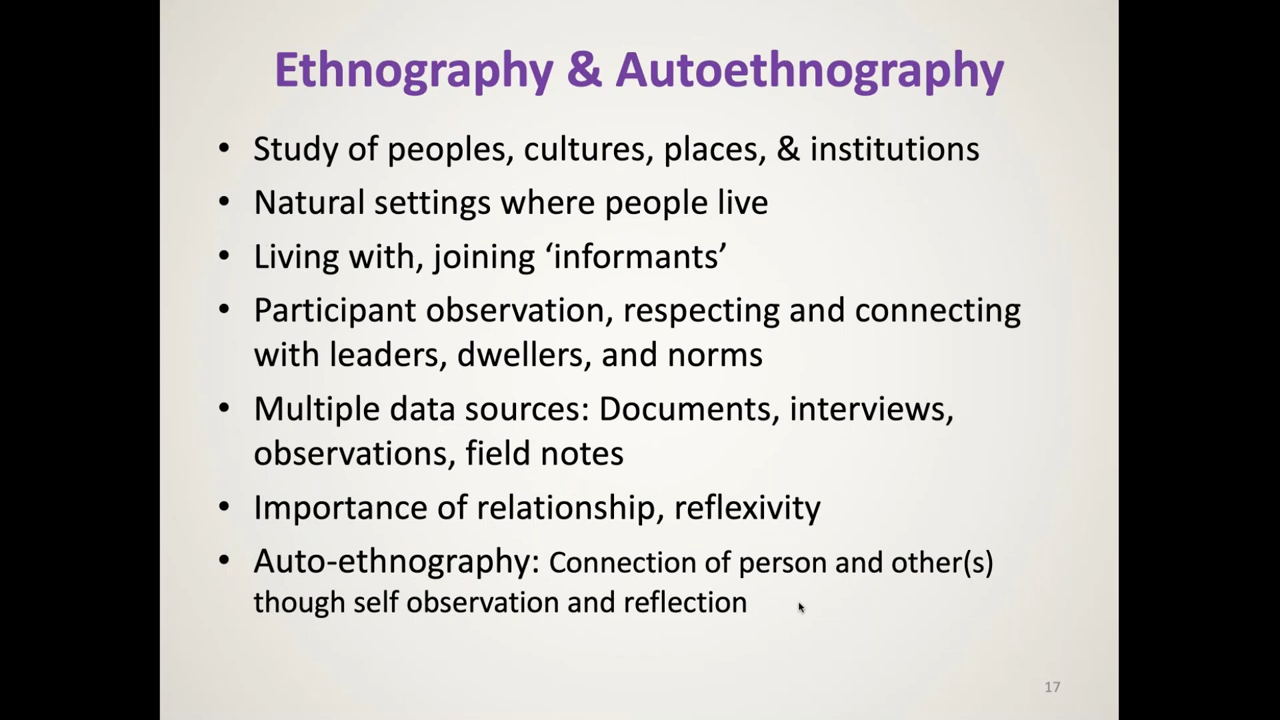 Ethnography & Autoethnography
• Study of peoples, cultures, places, & institutions
• Natural settings where people live
• Living with, joining ‘informants’
• Participant observation, respecting and connecting
with leaders, dwellers, and norms
• Multiple data sources: Documents, interviews,
observations, field notes
• Importance of relationship, reflexivity
• Auto-ethnography: Connection of person and other(s)
though self observation and reflection
17